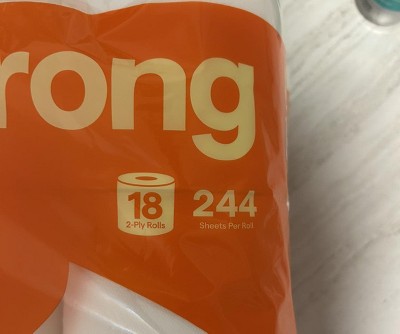 rong
18
2-Ply Rolls
244
Sheets Per Roll